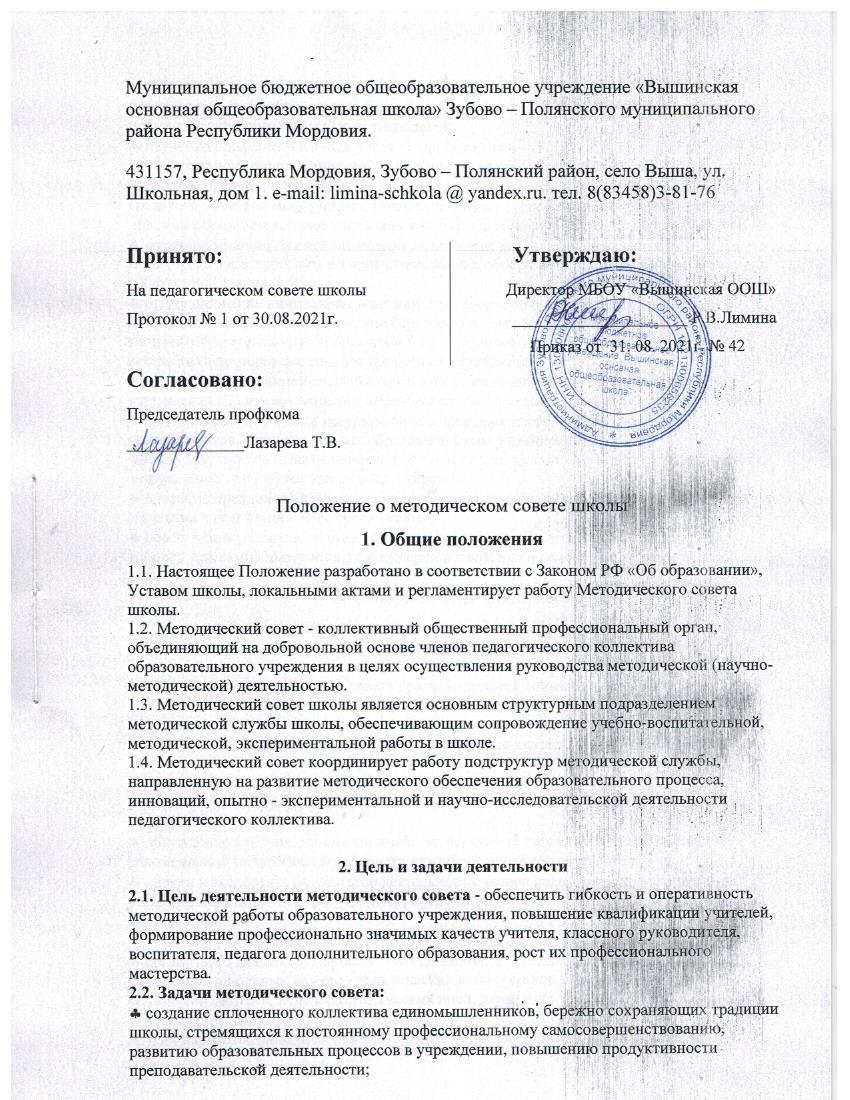 Муниципальное бюджетное общеобразовательное учреждение «Вышинская
основная общеобразовательная школа» Зубово – Полянского муниципального
района Республики Мордовия.
431157, Республика Мордовия, Зубово – Полянский район, село Выша, ул.
Школьная, дом 1. e-mail: limina-schkola @ yandex.ru. тел. 8(83458)3-81-76
Принято:
На педагогическом совете школы
Протокол № 1 от 30.08.2021г.
Утверждаю:
Директор МБОУ «Вышинская ООШ»
Р.В.Лимина
Приказ от 31. 08. 2021г. № 42
Муниципальное
бюджетное
общеобразовательное
учреждение Вышинская
основная
общеобразовательная
школа
Согласовано:
Председатель профкома
Лазарев Лазарева Т.В.
Положение о методическом совете школы
1. Общие положения
1.1. Настоящее Положение разработано в соответствии с Законом РФ «Об образовании»,
Уставом школы, локальными актами и регламентирует работу Методического совета
школы.
1.2. Методический совет - коллективный общественный профессиональный орган,
объединяющий на добровольной основе членов педагогического коллектива
образовательного учреждения в целях осуществления руководства методической (научно-
методической) деятельностью.
1.3. Методический совет школы является основным структурным подразделением
методической службы школы, обеспечивающим сопровождение учебно-воспитательной,
методической, экспериментальной работы в школе.
1.4. Методический совет координирует работу подструктур методической службы,
направленную на развитие методического обеспечения образовательного процесса,
инноваций, опытно - экспериментальной и научно-исследовательской деятельности
педагогического коллектива.
2. Цель и задачи деятельности
2.1. Цель деятельности методического совета - обеспечить гибкость и оперативность
методической работы образовательного учреждения, повышение квалификации учителей,
формирование профессионально значимых качеств учителя, классного руководителя,
воспитателя, педагога дополнительного образования, рост их профессионального
мастерства.
2.2. Задачи методического совета:
♣ создание сплоченного коллектива единомышленников, бережно сохраняющих традиции
школы, стремящихся к постоянному профессиональному самосовершенствованию,
развитию образовательных процессов в учреждении, повышению продуктивности
преподавательской деятельности;